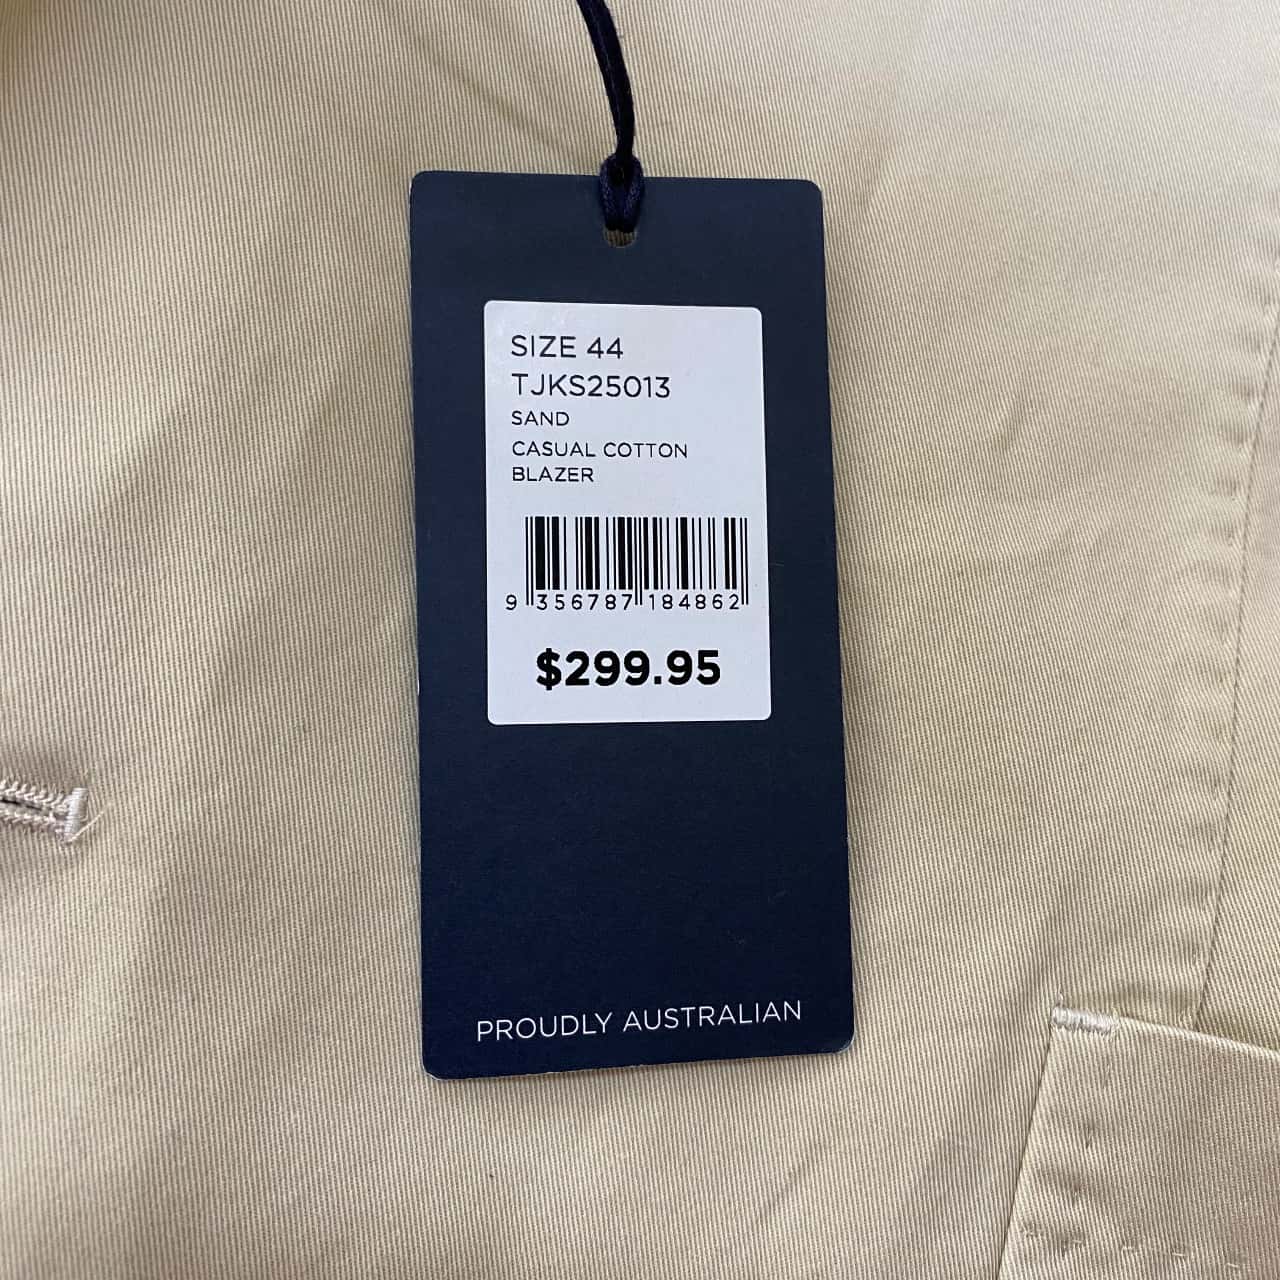 SIZE 44
TJKS25013
SAND
CASUAL COTTON
BLAZER
9 356787 184862
$299.95
PROUDLY AUSTRALIAN